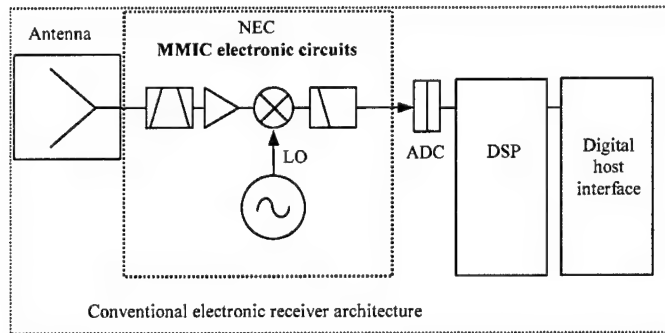 Antenna
NEC
MMIC electronic circuits
LO
ADC
DSP
Digital
host
interface
Conventional electronic receiver architecture